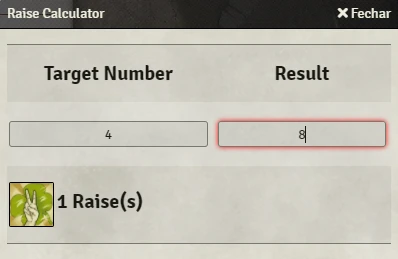 Raise Calculator
Fechar
Target Number
Result
4
8
1 Raise(s)